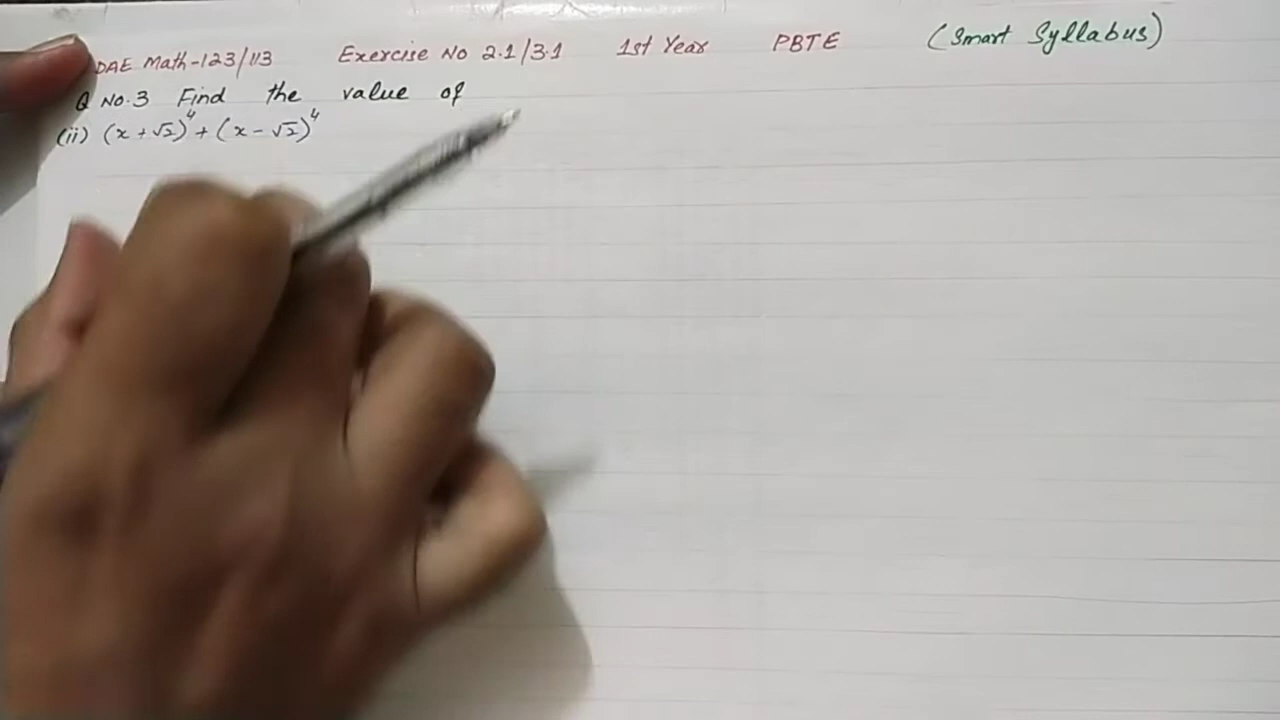 DAE Math-123/113 Exercise No 2.1/3.1 1st Year PBTE (Smart Syllabus)
Q No.3 Find the value of
(ii) (x+√2)⁴ + (x-√2)⁴